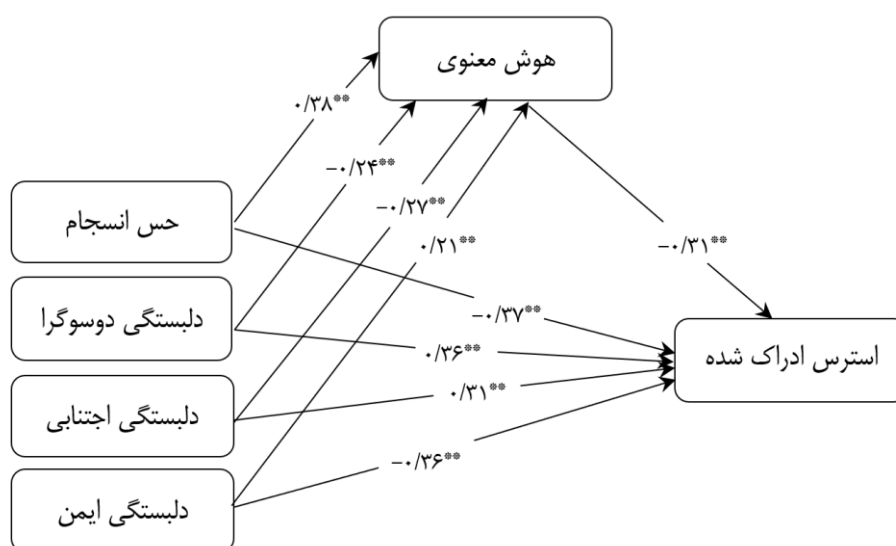 هوش معنوی
۰/۳۸**
−۰/۲۴**
−۰/۲۷**
۰/۲۱**
−۰/۳۱**
حس انسجام
دلبستگی دوسوگرا
دلبستگی اجتنابی
دلبستگی ایمن
−۰/۳۷**
۰/۳۶**
۰/۳۱**
−۰/۳۶**
استرس ادراک شده